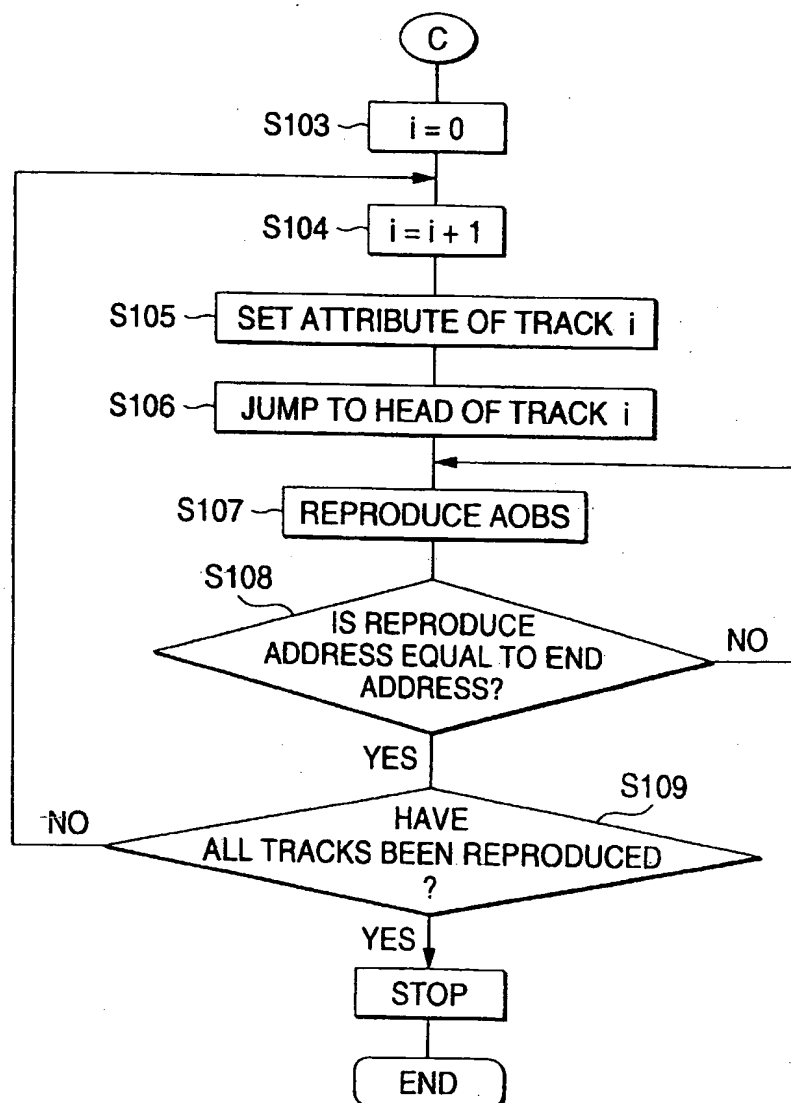 C
S103
i = 0
S104
i = i + 1
S105
SET ATTRIBUTE OF TRACK i
S106
JUMP TO HEAD OF TRACK i
S107
REPRODUCE AOBS
S108
IS REPRODUCE
ADDRESS EQUAL TO END
ADDRESS?
NO
YES
S109
HAVE
ALL TRACKS BEEN REPRODUCED
?
NO
YES
STOP
END